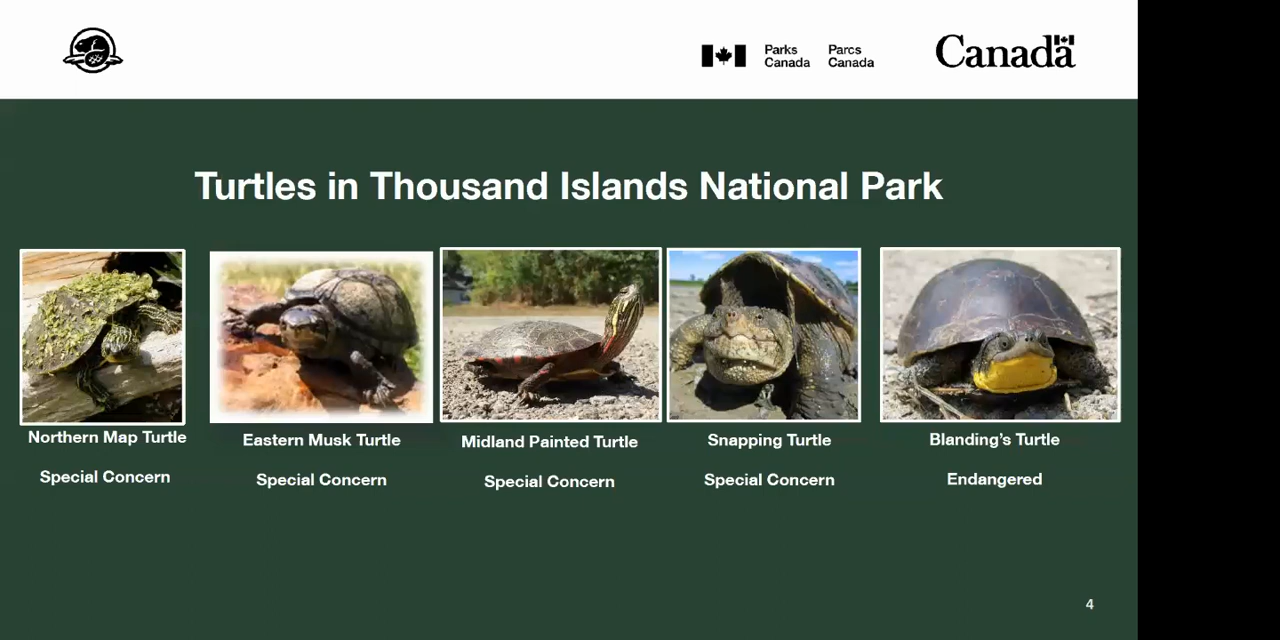 Parks Canada
Parcs Canada
Canada
Turtles in Thousand Islands National Park
Northern Map Turtle
Special Concern
Eastern Musk Turtle
Special Concern
Midland Painted Turtle
Special Concern
Snapping Turtle
Special Concern
Blanding’s Turtle
Endangered
4